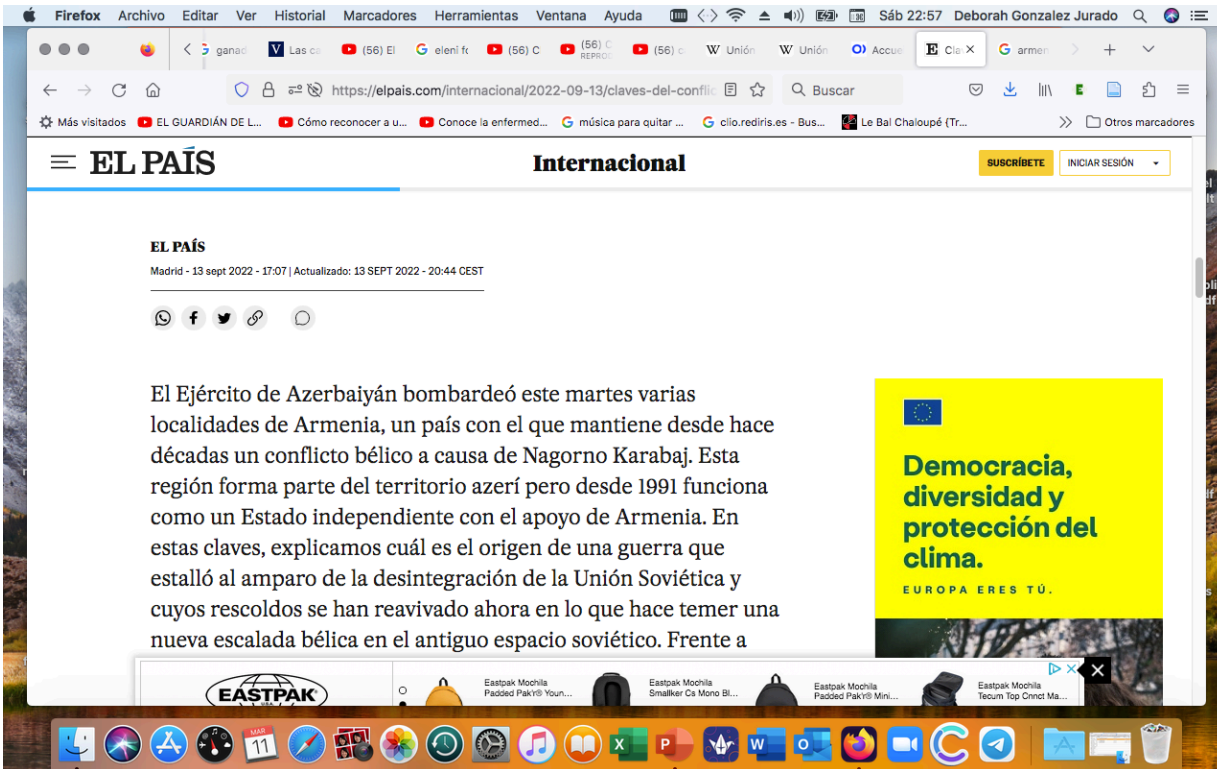 Firefox Archivo Editar Ver Historial Marcadores Herramientas Ventana Ayuda Sáb 22:57 Deborah Gonzalez Jurado
ganad Las ca (56) El eleni fo (56) C (56) C (56) c Unión Unión Accue Cla armen
REPROD
https://elpais.com/internacional/2022-09-13/claves-del-conflic Buscar
Más visitados EL GUARDIÁN DE L... Cómo reconocer a u... Conoce la enfermed... música para quitar ... clio.rediris.es - Bus... Le Bal Chaloupé {Tr... Otros marcadores
EL PAÍS Internacional SUSCRÍBETE INICIAR SESIÓN
EL PAÍS
Madrid - 13 sept 2022 - 17:07 | Actualizado: 13 SEPT 2022 - 20:44 CEST
El Ejército de Azerbaiyán bombardeó este martes varias
localidades de Armenia, un país con el que mantiene desde hace
décadas un conflicto bélico a causa de Nagorno Karabaj. Esta
región forma parte del territorio azerí pero desde 1991 funciona
como un Estado independiente con el apoyo de Armenia. En
estas claves, explicamos cuál es el origen de una guerra que
estalló al amparo de la desintegración de la Unión Soviética y
cuyos rescoldos se han reavivado ahora en lo que hace temer una
nueva escalada bélica en el antiguo espacio soviético. Frente a
Democracia,
diversidad y
protección del
clima.
EUROPA ERES TÚ.
EASTPAK
USA
Eastpak Mochila
Padded Pak'r® Youn...
Eastpak Mochila
Smallker Ca Mono Bl...
Eastpak Mochila
Padded Pak'r® Mini...
Eastpak Mochila
Tecum Top Cnnct Ma...
MAR
11